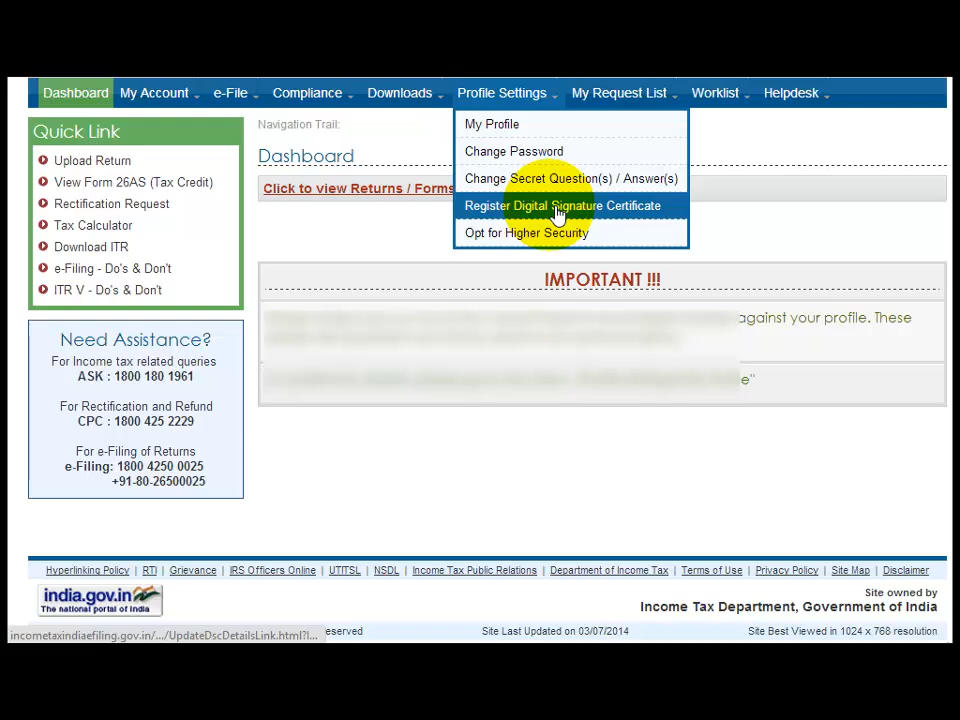 Dashboard My Account e-File Compliance Downloads Profile Settings My Request List Worklist Helpdesk
Quick Link
Upload Return
View Form 26AS (Tax Credit)
Rectification Request
Tax Calculator
Download ITR
e-Filing - Do's & Don't
ITR V - Do's & Don't
Need Assistance?
For Income tax related queries
ASK : 1800 180 1961
For Rectification and Refund
CPC : 1800 425 2229
For e-Filing of Returns
e-Filing: 1800 4250 0025
+91-80-26500025
Navigation Trail:
Dashboard
Click to view Returns / Forms
My Profile
Change Password
Change Secret Question(s) / Answer(s)
Register Digital Signature Certificate
Opt for Higher Security
IMPORTANT !!!
against your profile. These
e"
Hyperlinking Policy | RTI | Grievance | IRS Officers Online | UTITSL | NSDL | Income Tax Public Relations | Department of Income Tax | Terms of Use | Privacy Policy | Site Map | Disclaimer
india.gov.in
The national portal of India
Site owned by
Income Tax Department, Government of India
incometaxindiaefiling.gov.in/.../UpdateDscDetailsLink.html?I...
eserved Site Last Updated on 03/07/2014 Site Best Viewed in 1024 x 768 resolution